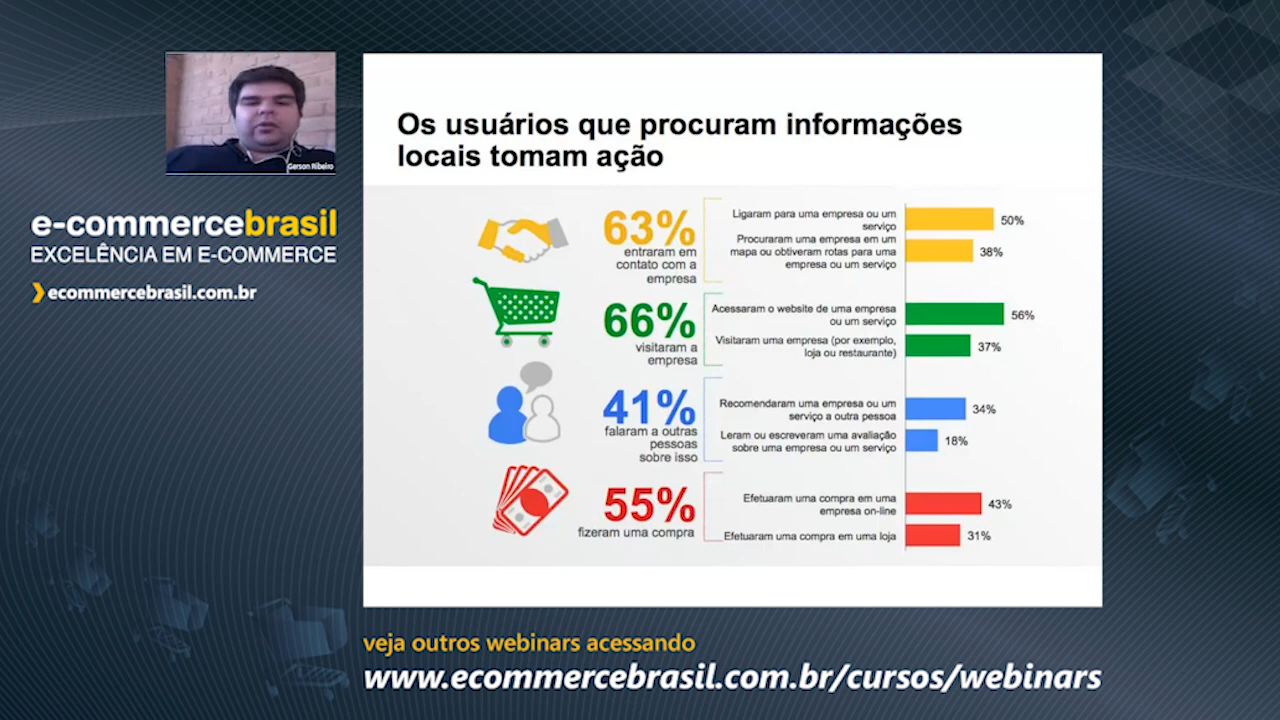 Gerson Ribeiro
e-commercebrasil
EXCELÊNCIA EM E-COMMERCE
ecommercebrasil.com.br
Os usuários que procuram informações
locais tomam ação
63%
entraram em
contato com a
empresa
Ligaram para uma empresa ou um
serviço
50%
Procuraram uma empresa em um
mapa ou obtiveram rotas para uma
empresa ou um serviço
38%
66%
visitaram a
empresa
Acessaram o website de uma empresa
ou um serviço
56%
Visitaram uma empresa (por exemplo,
loja ou restaurante)
37%
41%
falaram a outras
pessoas
sobre isso
Recomendaram uma empresa ou um
serviço a outra pessoa
34%
Leram ou escreveram uma avaliação
sobre uma empresa ou um serviço
18%
55%
fizeram uma compra
Efetuaram uma compra em uma
empresa on-line
43%
Efetuaram uma compra em uma loja
31%
veja outros webinars acessando
www.ecommercebrasil.com.br/cursos/webinars